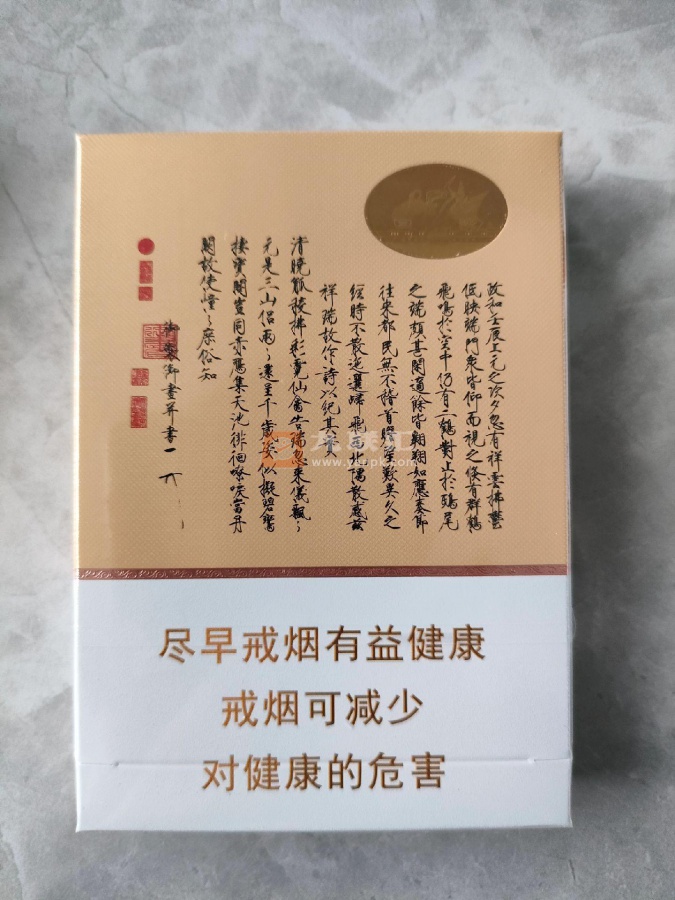 政和壬辰上元之次夕忽有祥雲拂鬱
低映端門眾皆仰而視之倏有群鶴
飛鳴於空中仍有二鶴對止於鴟尾
之端頗甚閒適餘皆翱翔如應奏節
往來都民無不稽首瞻望歎異久之
經時不散迤邐歸飛西北隅散感茲
祥瑞故作詩以紀其實
清曉觚稜拂彩霓仙禽告瑞忽來儀飄〻
元是三山侶兩〻還呈千歲姿似擬碧鸞
棲寶閣豈同赤鴈集天池徘徊嘹唳當丹
闕故使憧〻庶俗知
御製御畫并書
尽早戒烟有益健康
戒烟可减少
对健康的危害